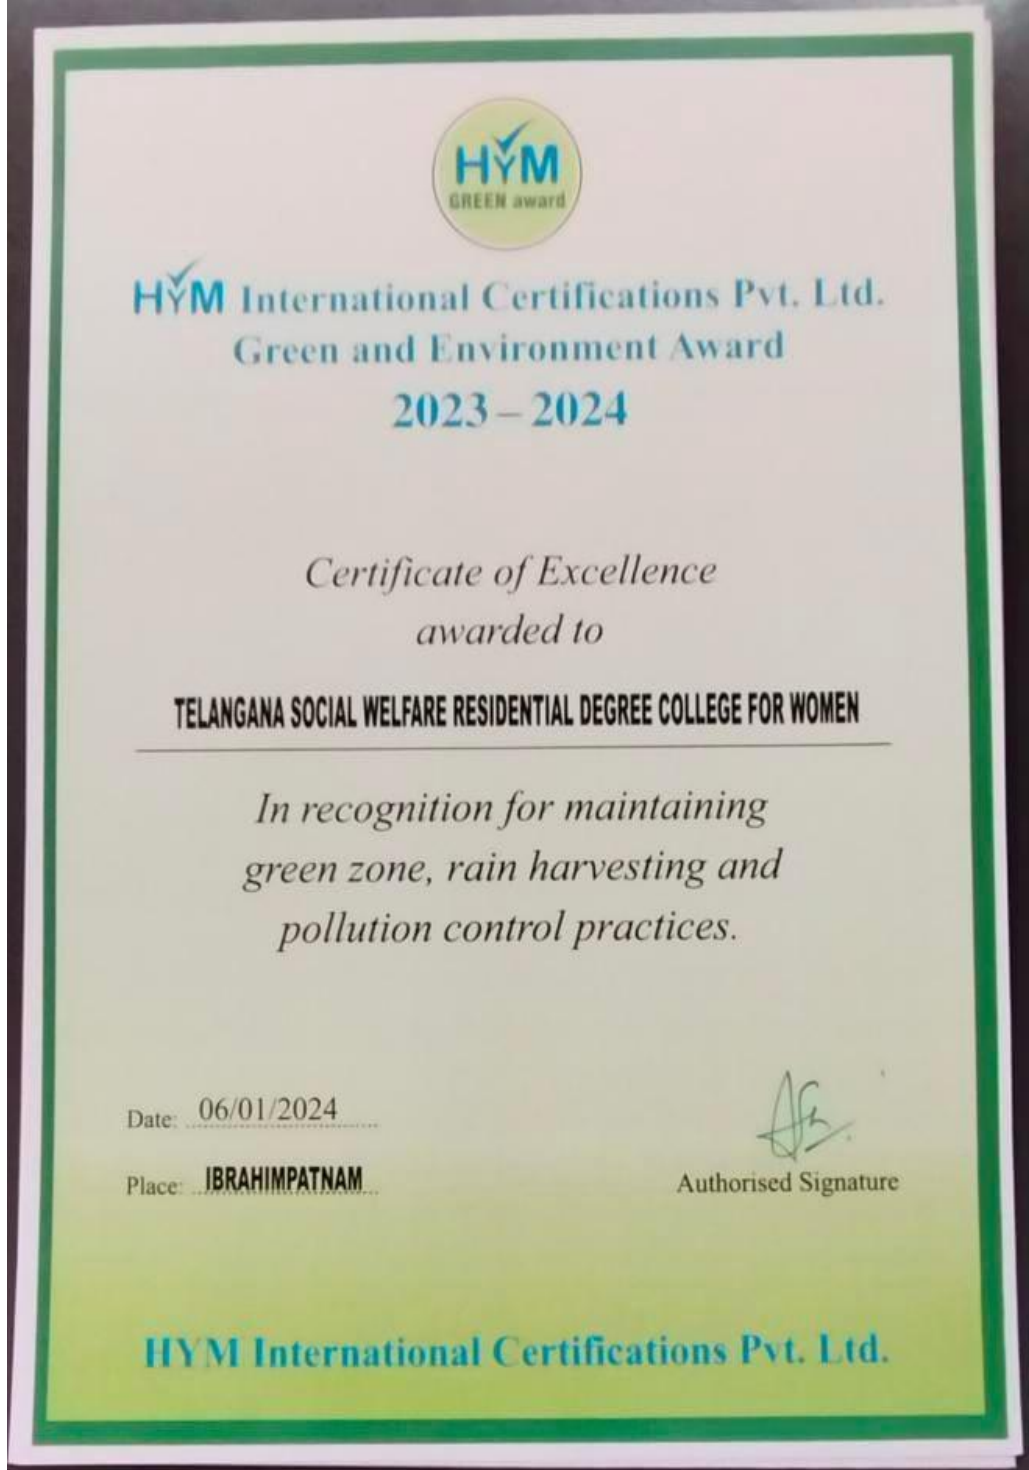 HYM
GREEN award
HYM International Certifications Pvt. Ltd.
Green and Environment Award
2023 – 2024
Certificate of Excellence
awarded to
TELANGANA SOCIAL WELFARE RESIDENTIAL DEGREE COLLEGE FOR WOMEN
In recognition for maintaining
green zone, rain harvesting and
pollution control practices.
Date: 06/01/2024
Place: IBRAHIMPATNAM
Authorised Signature
HYM International Certifications Pvt. Ltd.